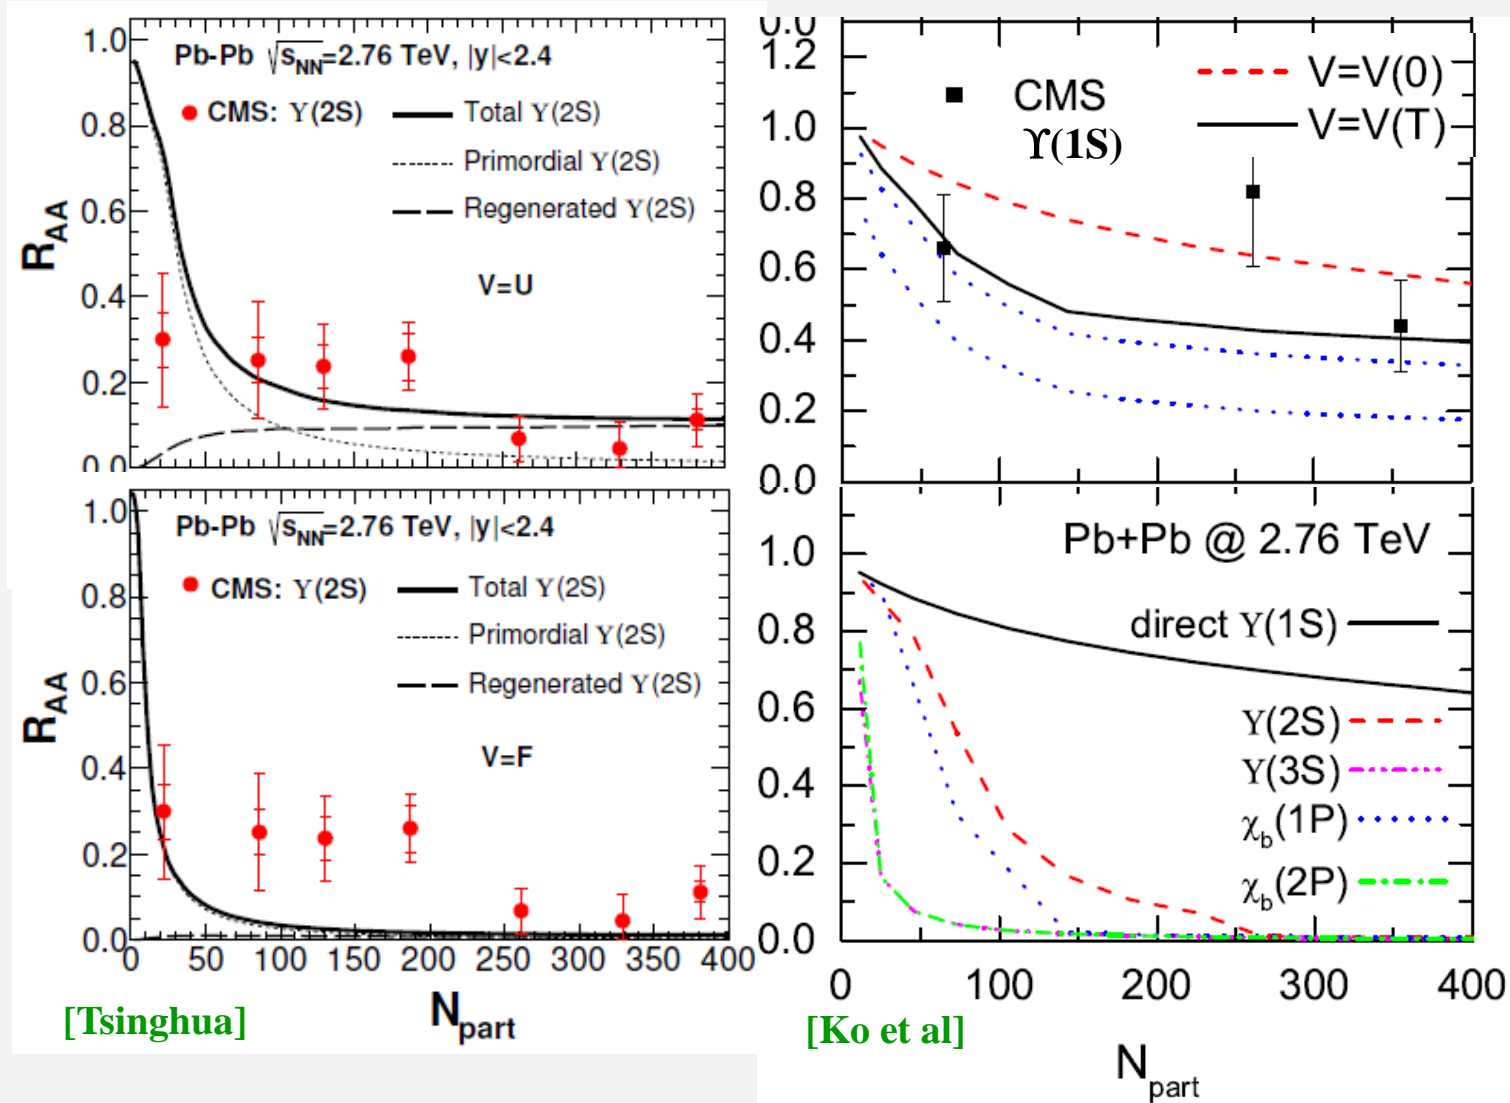 Pb-Pb √sNN=2.76 TeV, |y|<2.4
CMS: ϒ(2S)
Total ϒ(2S)
Primordial ϒ(2S)
Regenerated ϒ(2S)
V=U
RAA
1.0
0.8
0.6
0.4
0.2
0.0
Pb-Pb √sNN=2.76 TeV, |y|<2.4
CMS: ϒ(2S)
Total ϒ(2S)
Primordial ϒ(2S)
Regenerated ϒ(2S)
V=F
RAA
1.0
0.8
0.6
0.4
0.2
0.0
0 50 100 150 200 250 300 350 400
Npart
[Tsinghua]
0.0
1.2
1.0
0.8
0.6
0.4
0.2
0.0
CMS
ϒ(1S)
V=V(0)
V=V(T)
Pb+Pb @ 2.76 TeV
direct ϒ(1S)
ϒ(2S)
ϒ(3S)
χb(1P)
χb(2P)
1.0
0.8
0.6
0.4
0.2
0.0
0 100 200 300 400
[Ko et al]
Npart